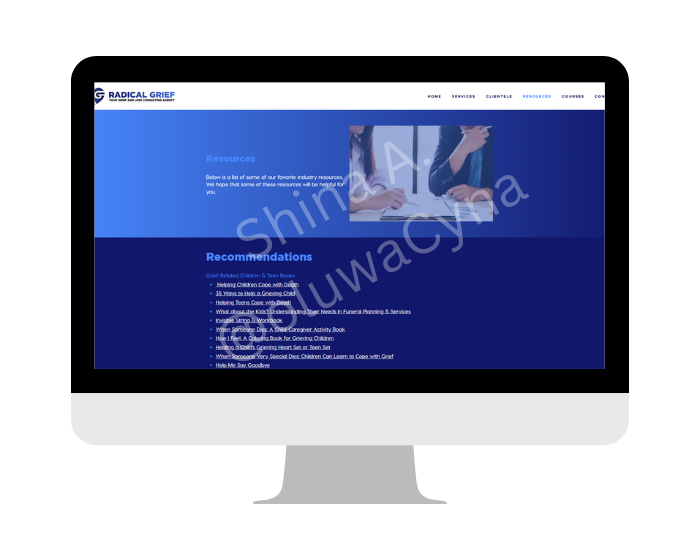 RADICAL GRIEF
YOUR GRIEF AND LOSS CONSULTING AGENCY
HOME SERVICES CLIENTELE RESOURCES COURSES CON
Resources
Below is a list of some of our favorite industry resources.
We hope that some of these resources will be helpful for
you.
Shina A.
@OluwaCyna
Recommendations
Grief-Related Children & Teen Books
Helping Children Cope with Death
35 Ways to Help a Grieving Child
Helping Teens Cope with Death
What about the Kids? Understanding Their Needs in Funeral Planning & Services
Invisible String & Workbook
When Someone Dies: A Child-Caregiver Activity Book
How I Feel: A Coloring Book for Grieving Children
Healing a Child's Grieving Heart Set or Teen Set
When Someone Very Special Dies: Children Can Learn to Cope with Grief
Help Me Say Goodbye